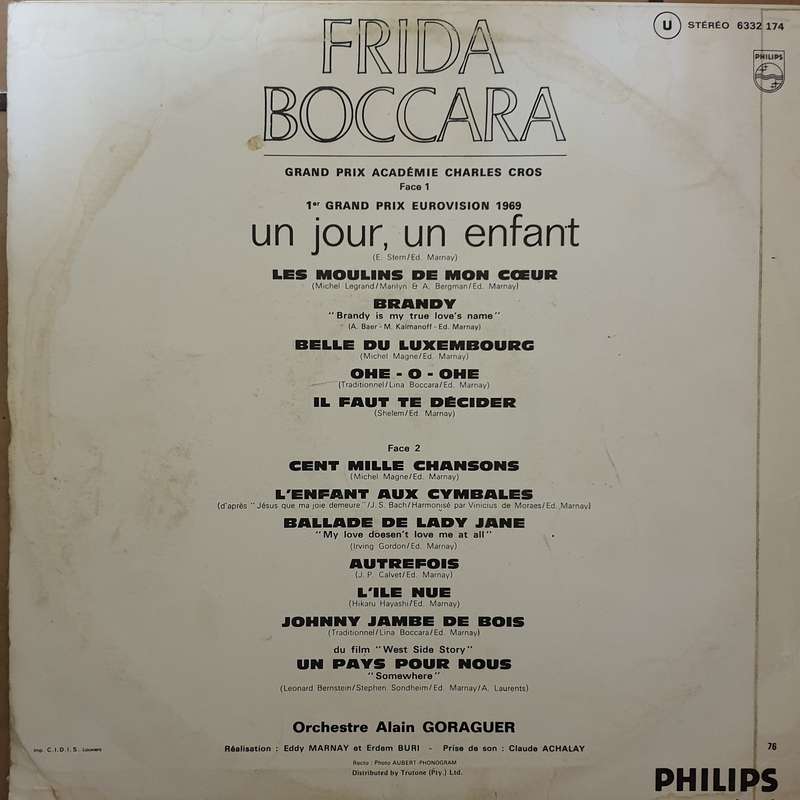 U STÉRÉO 6332 174
PHILIPS
FRIDA
BOCCARA
GRAND PRIX ACADÉMIE CHARLES CROS
Face 1
1er GRAND PRIX EUROVISION 1969
un jour, un enfant
(E. Stern/Ed. Marnay)
LES MOULINS DE MON CŒUR
(Michel Legrand/Marilyn & A. Bergman/Ed. Marnay)
BRANDY
"Brandy is my true love's name"
(A. Baer - M. Kalmanoff - Ed. Marnay)
BELLE DU LUXEMBOURG
(Michel Magne/Ed. Marnay)
OHE - O - OHE
(Traditionnel/Lina Boccara/Ed. Marnay)
IL FAUT TE DÉCIDER
(Shelem/Ed. Marnay)
Face 2
CENT MILLE CHANSONS
(Michel Magne/Ed. Marnay)
L'ENFANT AUX CYMBALES
(d'après "Jésus que ma joie demeure"/J. S. Bach/Harmonisé par Vinicius de Moraes/Ed. Marnay)
BALLADE DE LADY JANE
"My love doesen't love me at all"
(Irving Gordon/Ed. Marnay)
AUTREFOIS
(J. P. Calvet/Ed. Marnay)
L'ILE NUE
(Hikaru Hayashi/Ed. Marnay)
JOHNNY JAMBE DE BOIS
(Traditionnel/Lina Boccara/Ed. Marnay)
du film "West Side Story"
UN PAYS POUR NOUS
"Somewhere"
(Leonard Bernstein/Stephen Sondheim/Ed. Marnay/A. Laurents)
Orchestre Alain GORAGUER
Réalisation : Eddy MARNAY et Erdam BURI - Prise de son : Claude ACHALAY
Imp. C.I.D.I.S. Louviers
76
Recto : Photo AUBERT-PHONOGRAM
Distributed by Trutone (Pty.) Ltd.
PHILIPS